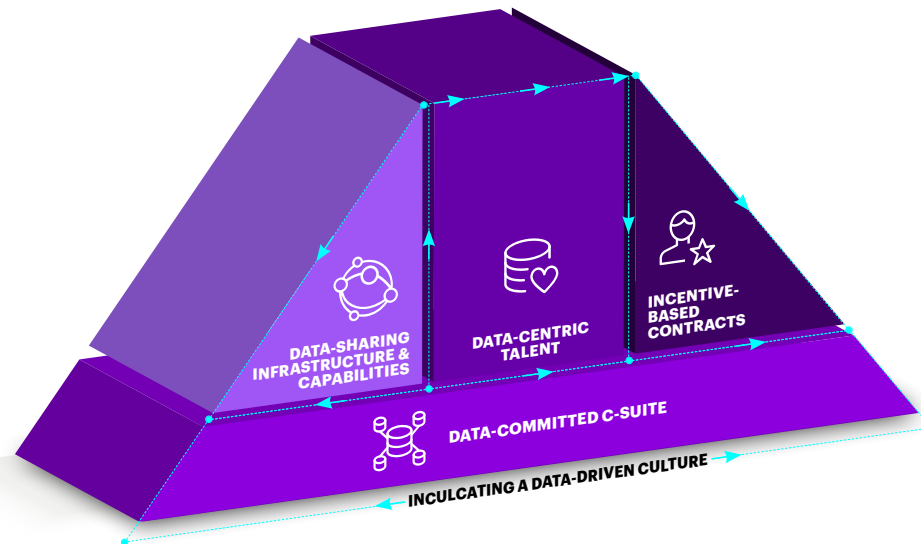 DATA-SHARING
INFRASTRUCTURE &
CAPABILITIES
DATA-CENTRIC
TALENT
INCENTIVE-
BASED
CONTRACTS
DATA-COMMITTED C-SUITE
INCULCATING A DATA-DRIVEN CULTURE